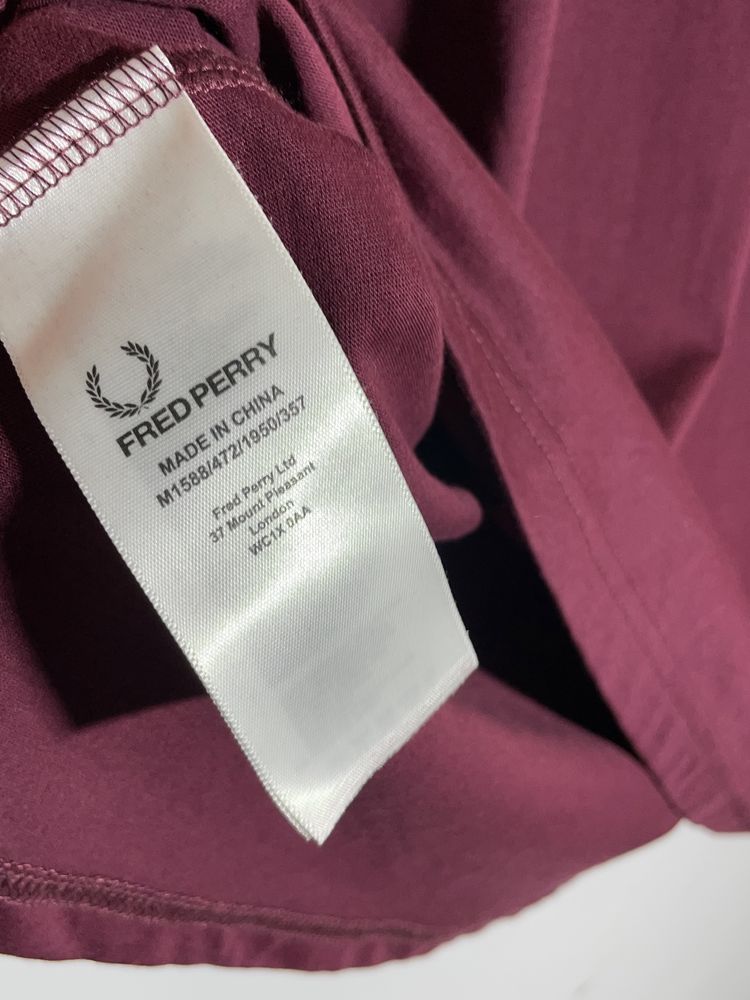 FRED PERRY
MADE IN CHINA
M1588/472/1950/357
Fred Perry Ltd
37 Mount Pleasant
London
WC1X 0AA